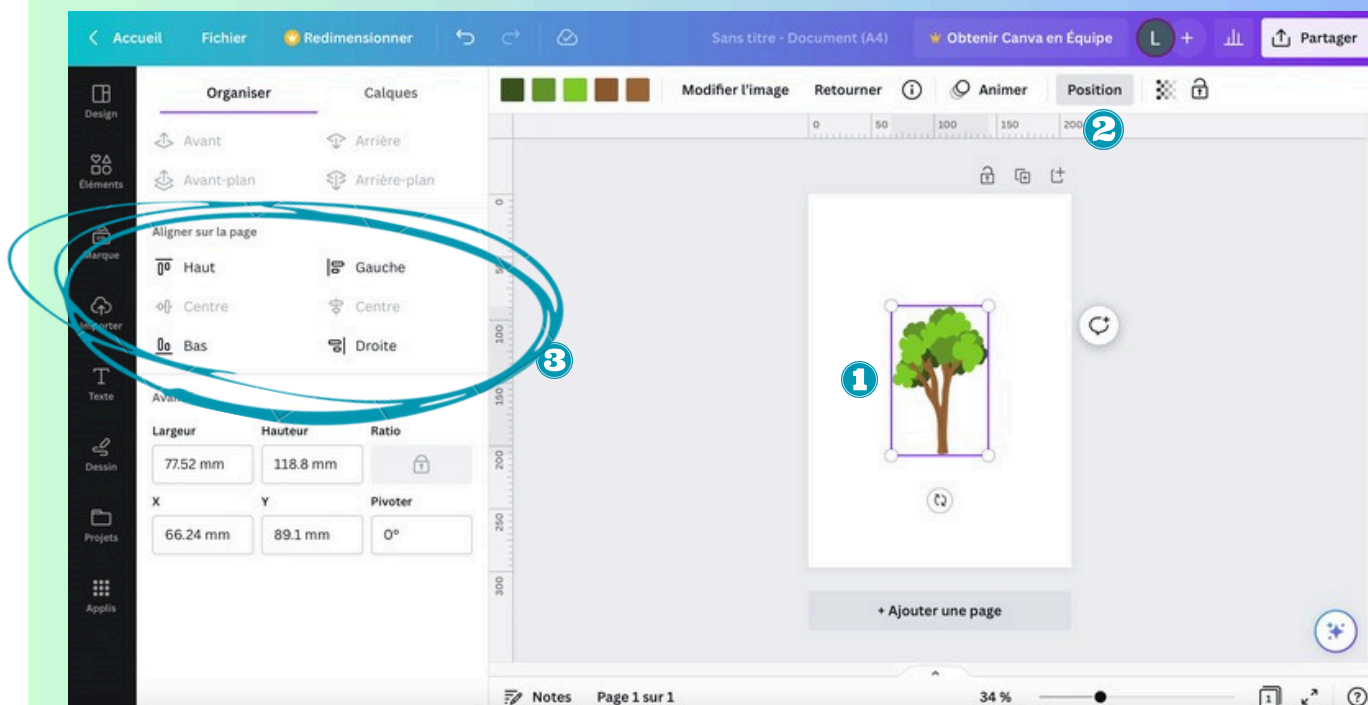 Accueil Fichier Redimensionner Sans titre - Document (A4) Obtenir Canva en Équipe L + Partager
Design
Éléments
Marque
Importer
Texte
Dessin
Projets
Applis
Organiser Calques
Avant Arrière
Avant-plan Arrière-plan
Aligner sur la page
Haut Gauche
Centre Centre
Bas Droite
3
Largeur Hauteur Ratio
77.52 mm 118.8 mm
X Y Pivoter
66.24 mm 89.1 mm 0°
Modifier l'image Retourner Animer Position
2
0 50 100 150 200
0
50
100
150
200
250
300
1
+ Ajouter une page
Notes Page 1 sur 1 34 % 1 ?